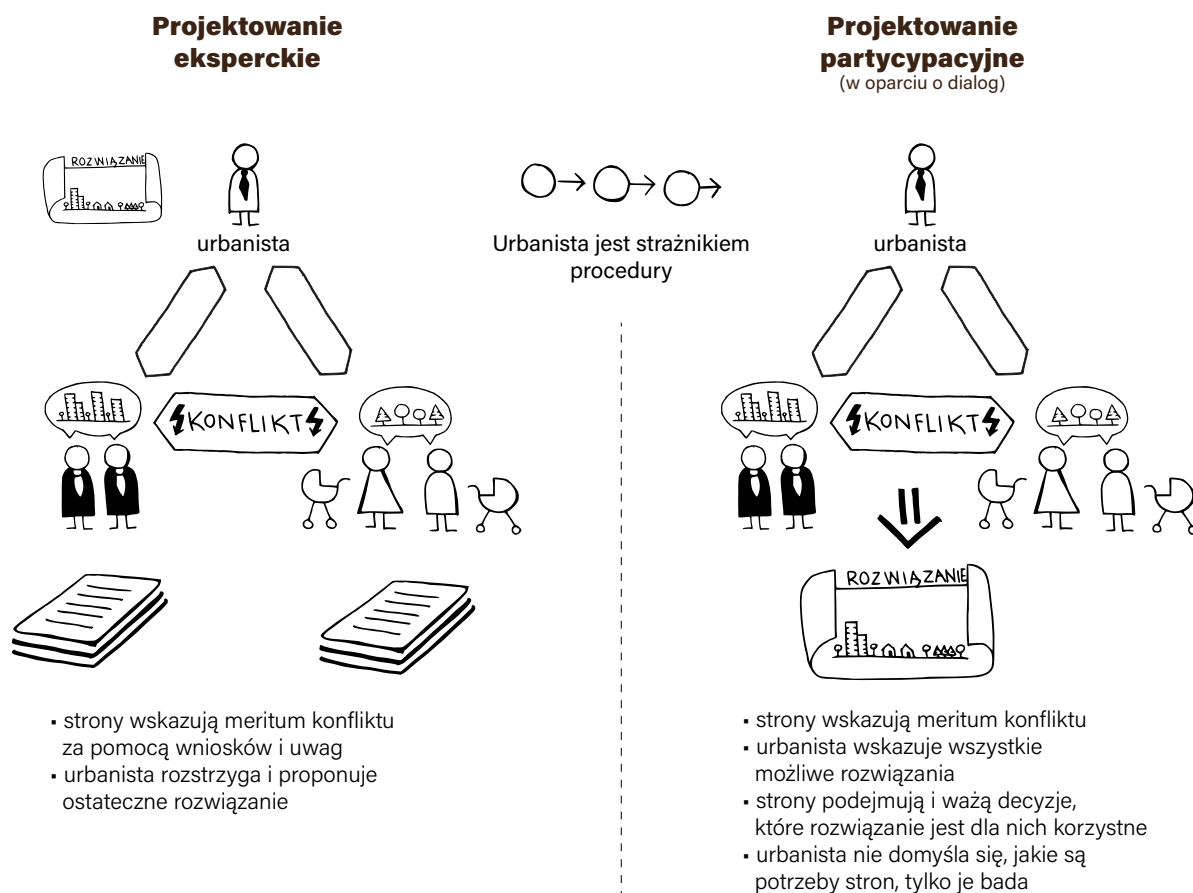 Projektowanie
eksperckie
ROZWIĄZANIE
urbanista
KONFLIKT
▪ strony wskazują meritum konfliktu
za pomocą wniosków i uwag
▪ urbanista rozstrzyga i proponuje
ostateczne rozwiązanie
Urbanista jest strażnikiem
procedury
Projektowanie
partycypacyjne
(w oparciu o dialog)
urbanista
KONFLIKT
ROZWIĄZANIE
▪ strony wskazują meritum konfliktu
▪ urbanista wskazuje wszystkie
możliwe rozwiązania
▪ strony podejmują i ważą decyzje,
które rozwiązanie jest dla nich korzystne
▪ urbanista nie domyśla się, jakie są
potrzeby stron, tylko je bada